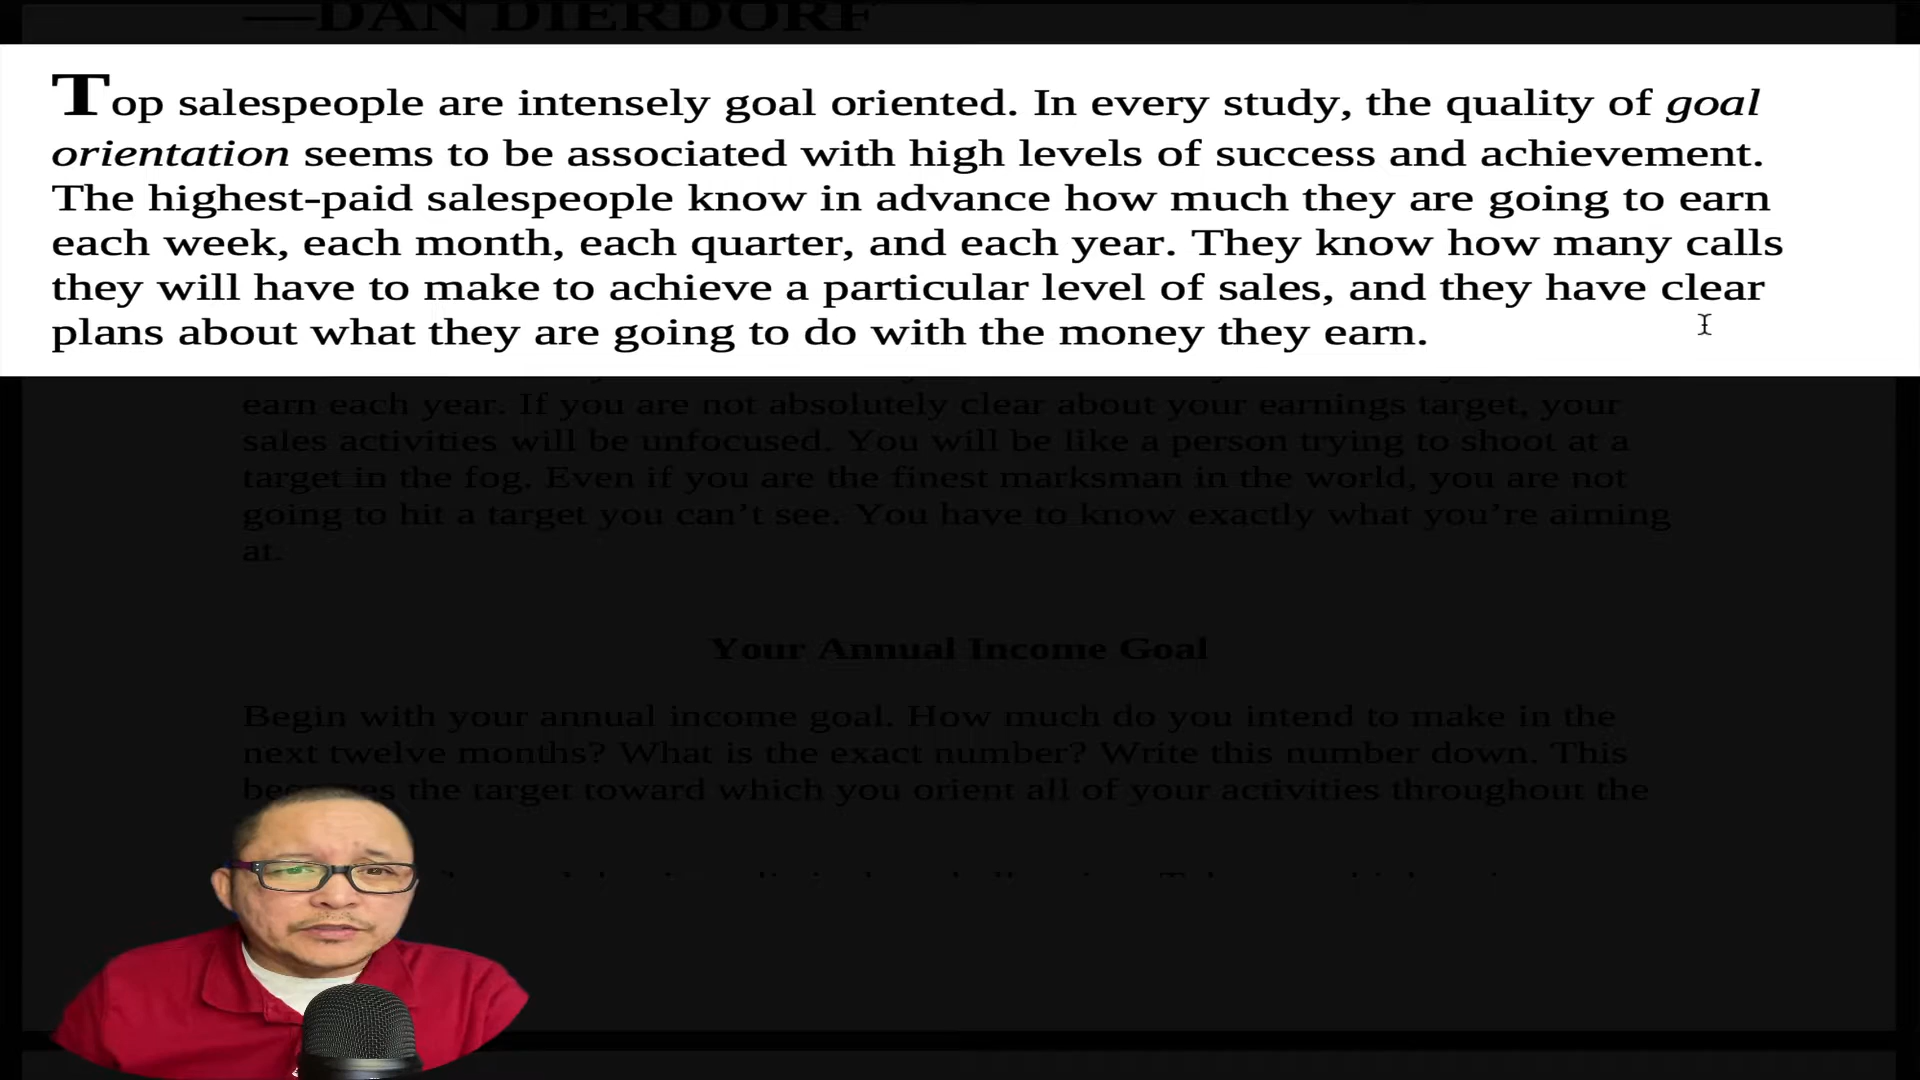 —DAN DIERDORF
Top salespeople are intensely goal oriented. In every study, the quality of goal
orientation seems to be associated with high levels of success and achievement.
The highest-paid salespeople know in advance how much they are going to earn
each week, each month, each quarter, and each year. They know how many calls
they will have to make to achieve a particular level of sales, and they have clear
plans about what they are going to do with the money they earn.
earn each year. If you are not absolutely clear about your earnings target, your
sales activities will be unfocused. You will be like a person trying to shoot at a
target in the fog. Even if you are the finest marksman in the world, you are not
going to hit a target you can’t see. You have to know exactly what you’re aiming
at.
Your Annual Income Goal
Begin with your annual income goal. How much do you intend to make in the
next twelve months? What is the exact number? Write this number down. This
the target toward which you orient all of your activities throughout the